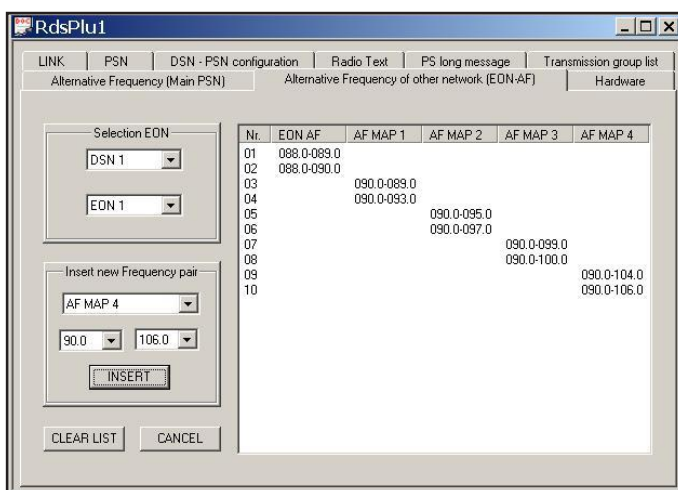 RdsPlu1
LINK PSN DSN - PSN configuration Radio Text PS long message Transmission group list
Alternative Frequency (Main PSN) Alternative Frequency of other network (EON-AF) Hardware
Selection EON
DSN 1
EON 1
Insert new Frequency pair
AF MAP 4
90.0 106.0
INSERT
CLEAR LIST CANCEL
Nr. EON AF AF MAP 1 AF MAP 2 AF MAP 3 AF MAP 4
01 088.0-089.0
02 088.0-090.0
03 090.0-089.0
04 090.0-093.0
05 090.0-095.0
06 090.0-097.0
07 090.0-099.0
08 090.0-100.0
09 090.0-104.0
10 090.0-106.0